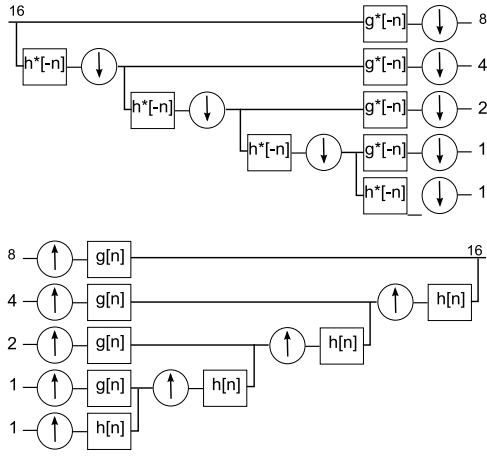 16
g*[-n] 8
h*[-n] g*[-n] 4
h*[-n] g*[-n] 2
h*[-n] g*[-n] 1
h*[-n] 1
16
8 g[n]
4 g[n] h[n]
2 g[n] h[n]
1 g[n] h[n]
1 h[n]